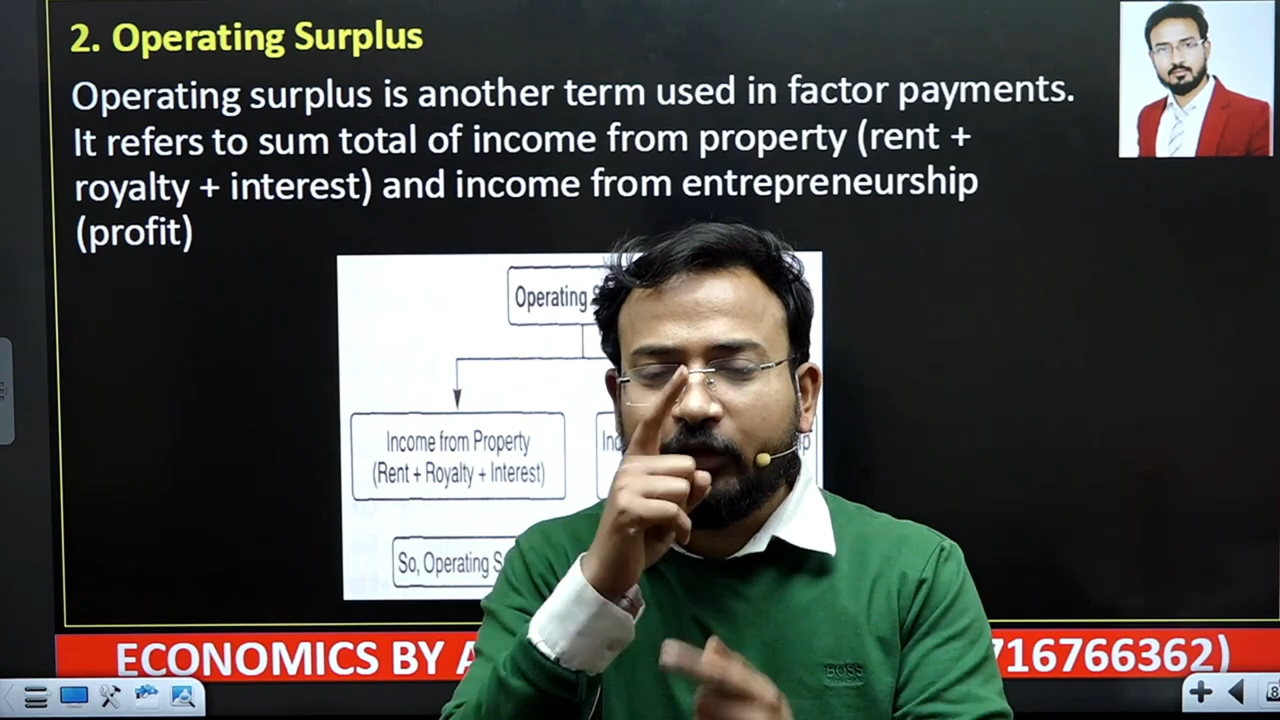 2. Operating Surplus
Operating surplus is another term used in factor payments.
It refers to sum total of income from property (rent +
royalty + interest) and income from entrepreneurship
(profit)
Operating
Income from Property
(Rent + Royalty + Interest)
So, Operating
ECONOMICS BY
716766362)
BOSS